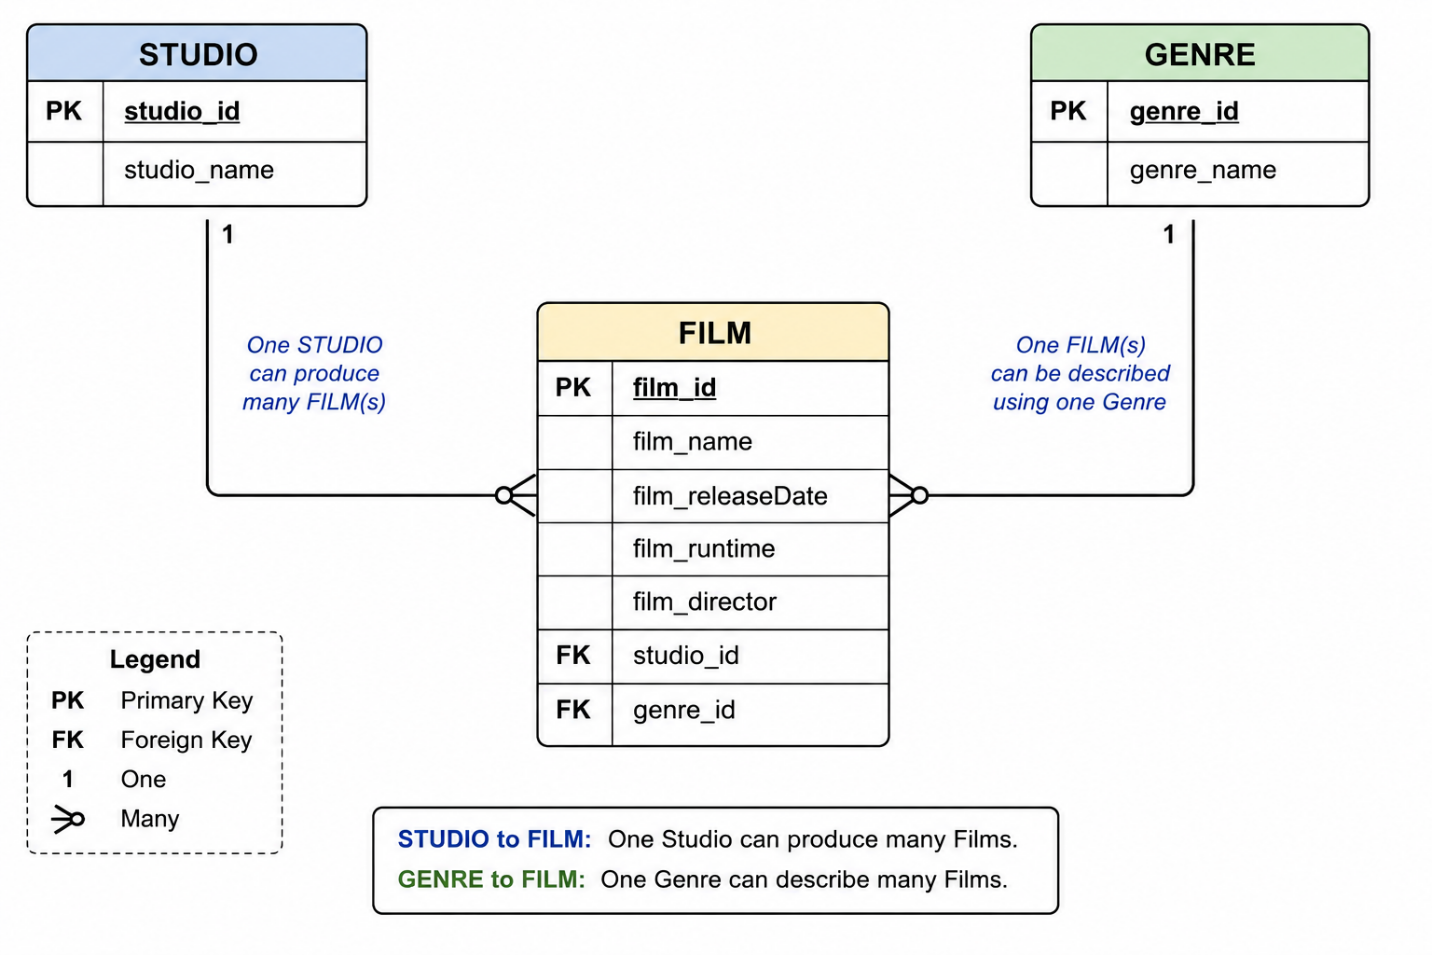 STUDIO
PK studio_id
studio_name
1
One STUDIO
can produce
many FILM(s)
GENRE
PK genre_id
genre_name
1
One FILM(s)
can be described
using one Genre
FILM
PK film_id
film_name
film_releaseDate
film_runtime
film_director
FK studio_id
FK genre_id
Legend
PK Primary Key
FK Foreign Key
1 One
Many
STUDIO to FILM: One Studio can produce many Films.
GENRE to FILM: One Genre can describe many Films.